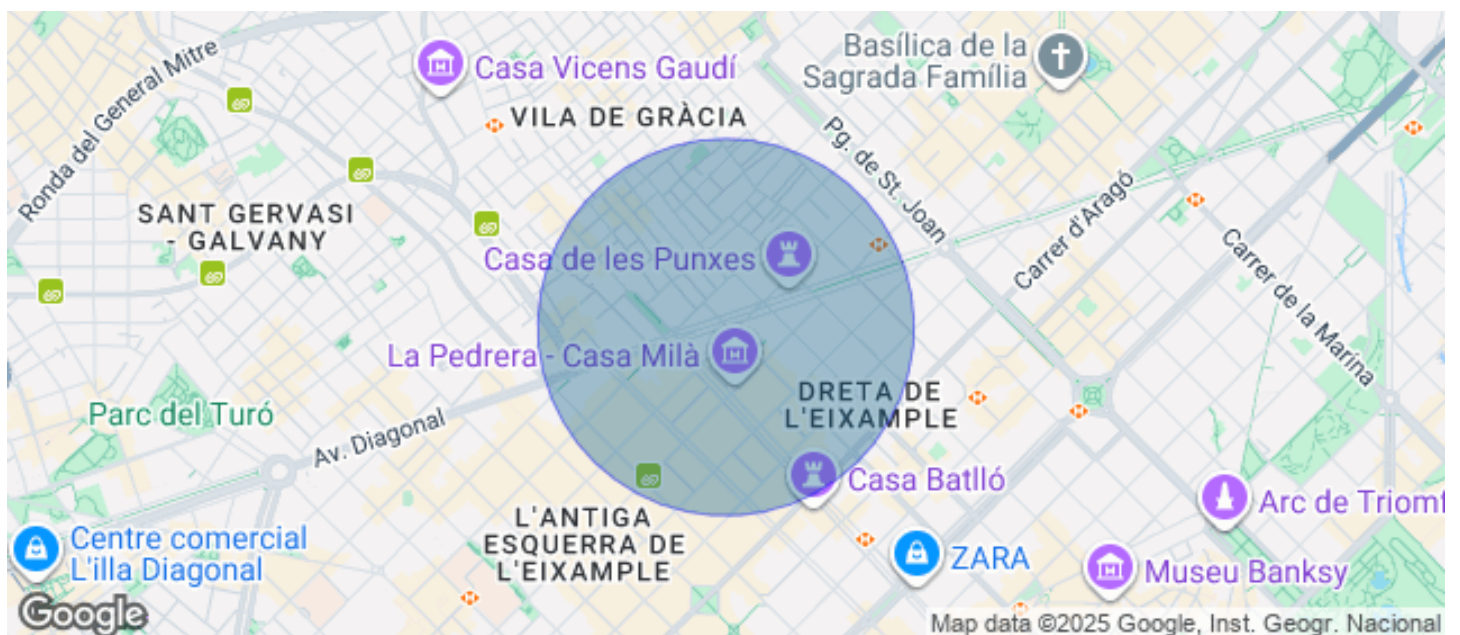 Ronda del General Mitre
Casa Vicens Gaudí
VILA DE GRÀCIA
Basílica de la
Sagrada Família
Pg. de St. Joan
Carrer d'Aragó
Carrer de la Marina
SANT GERVASI
- GALVANY
Casa de les Punxes
La Pedrera - Casa Milà
DRETA DE
L'EIXAMPLE
Parc del Turó
Av. Diagonal
Casa Batlló
Arc de Triomf
L'ANTIGA
ESQUERRA DE
L'EIXAMPLE
Centre comercial
L'illa Diagonal
ZARA
Museu Banksy
Google
Map data ©2025 Google, Inst. Geogr. Nacional